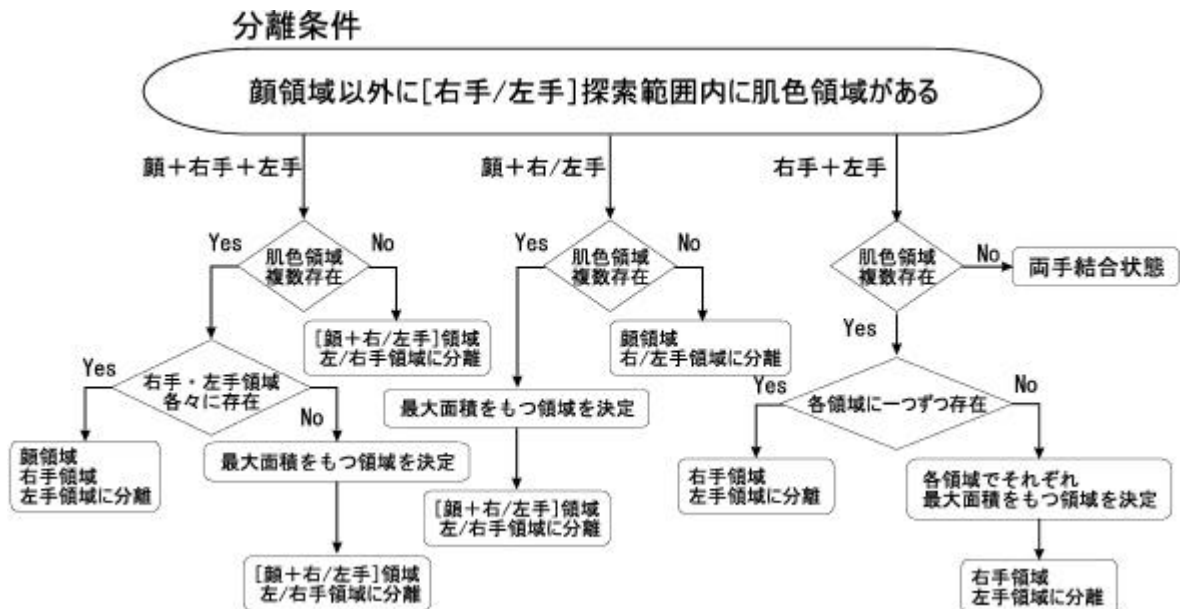 分離条件
顔領域以外に[右手/左手]探索範囲内に肌色領域がある
顔＋右手＋左手
顔＋右/左手
右手＋左手
Yes
肌色領域
複数存在
No
Yes
肌色領域
複数存在
No
肌色領域
複数存在
No
両手結合状態
[顔＋右/左手]領域
左/右手領域に分離
顔領域
右/左手領域に分離
Yes
Yes
右手・左手領域
各々に存在
No
最大面積をもつ領域を決定
Yes
各領域に一つずつ存在
No
顔領域
右手領域
左手領域に分離
最大面積をもつ領域を決定
[顔＋右/左手]領域
左/右手領域に分離
右手領域
左手領域に分離
各領域でそれぞれ
最大面積をもつ領域を決定
[顔＋右/左手]領域
左/右手領域に分離
右手領域
左手領域に分離